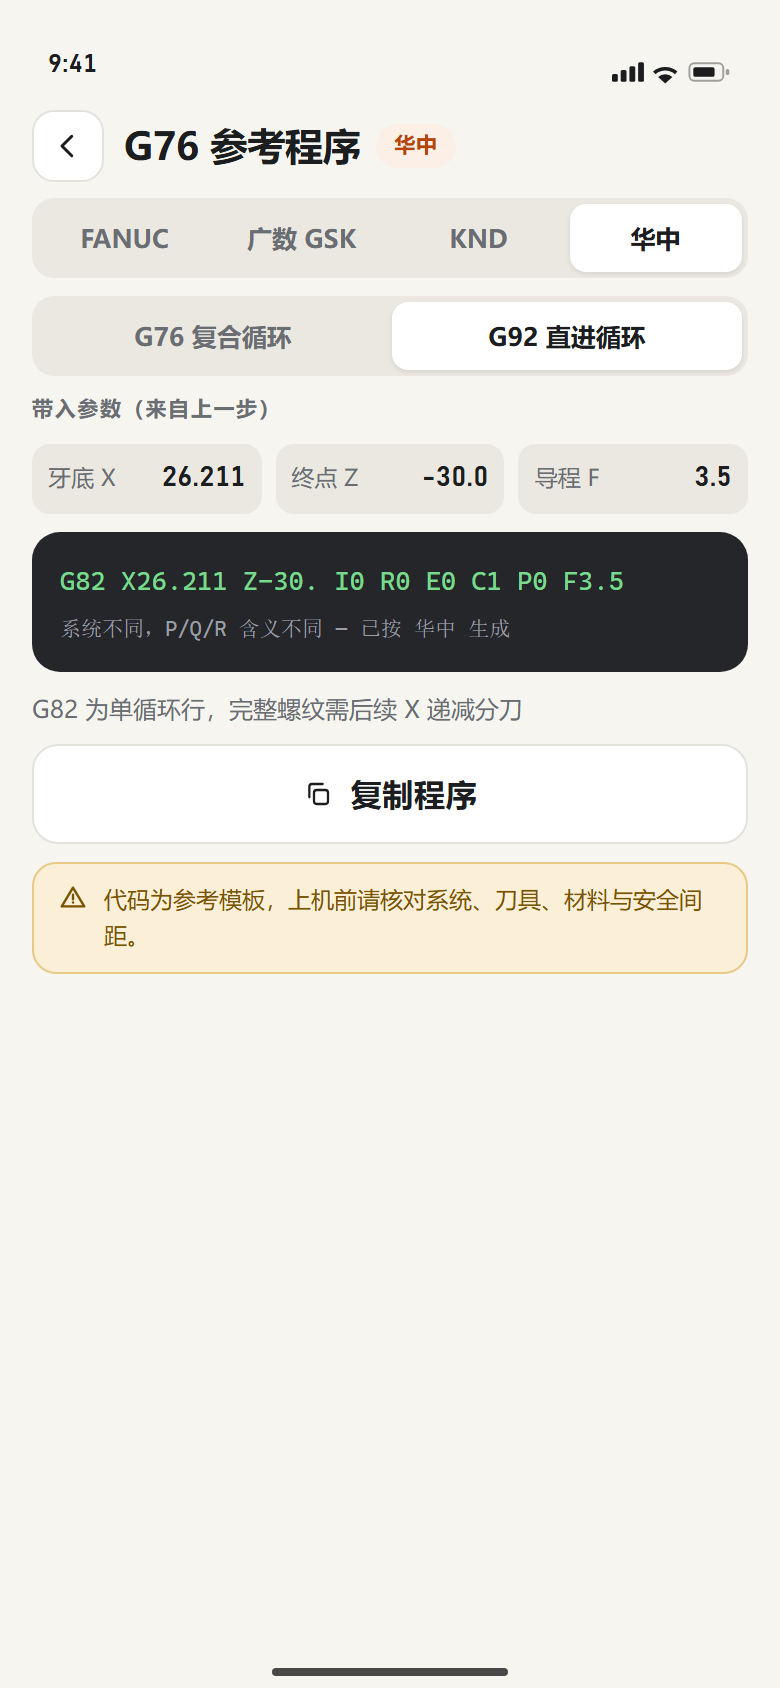 9:41
G76 参考程序 华中
FANUC 广数 GSK KND 华中
G76 复合循环 G92 直进循环
带入参数（来自上一步）
牙底 X 26.211 终点 Z -30.0 导程 F 3.5
G82 X26.211 Z-30. I0 R0 E0 C1 P0 F3.5
系统不同，P/Q/R 含义不同 — 已按 华中 生成
G82 为单循环行，完整螺纹需后续 X 递减分刀
复制程序
代码为参考模板，上机前请核对系统、刀具、材料与安全间
距。